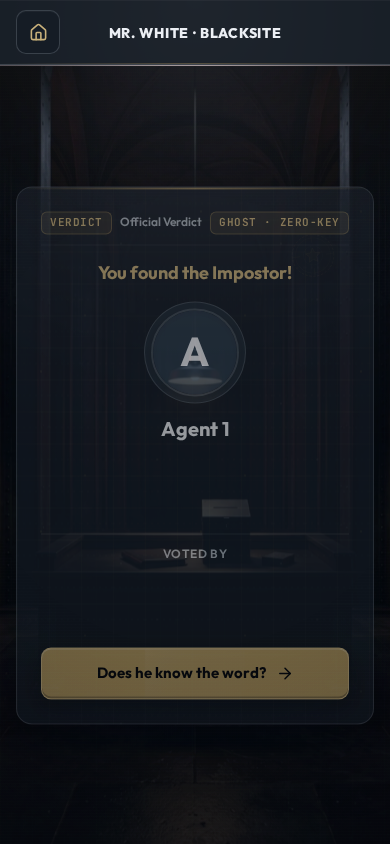 MR. WHITE · BLACKSITE
VERDICT Official Verdict GHOST · ZERO-KEY
You found the Impostor!
A
Agent 1
VOTED BY
Does he know the word? →